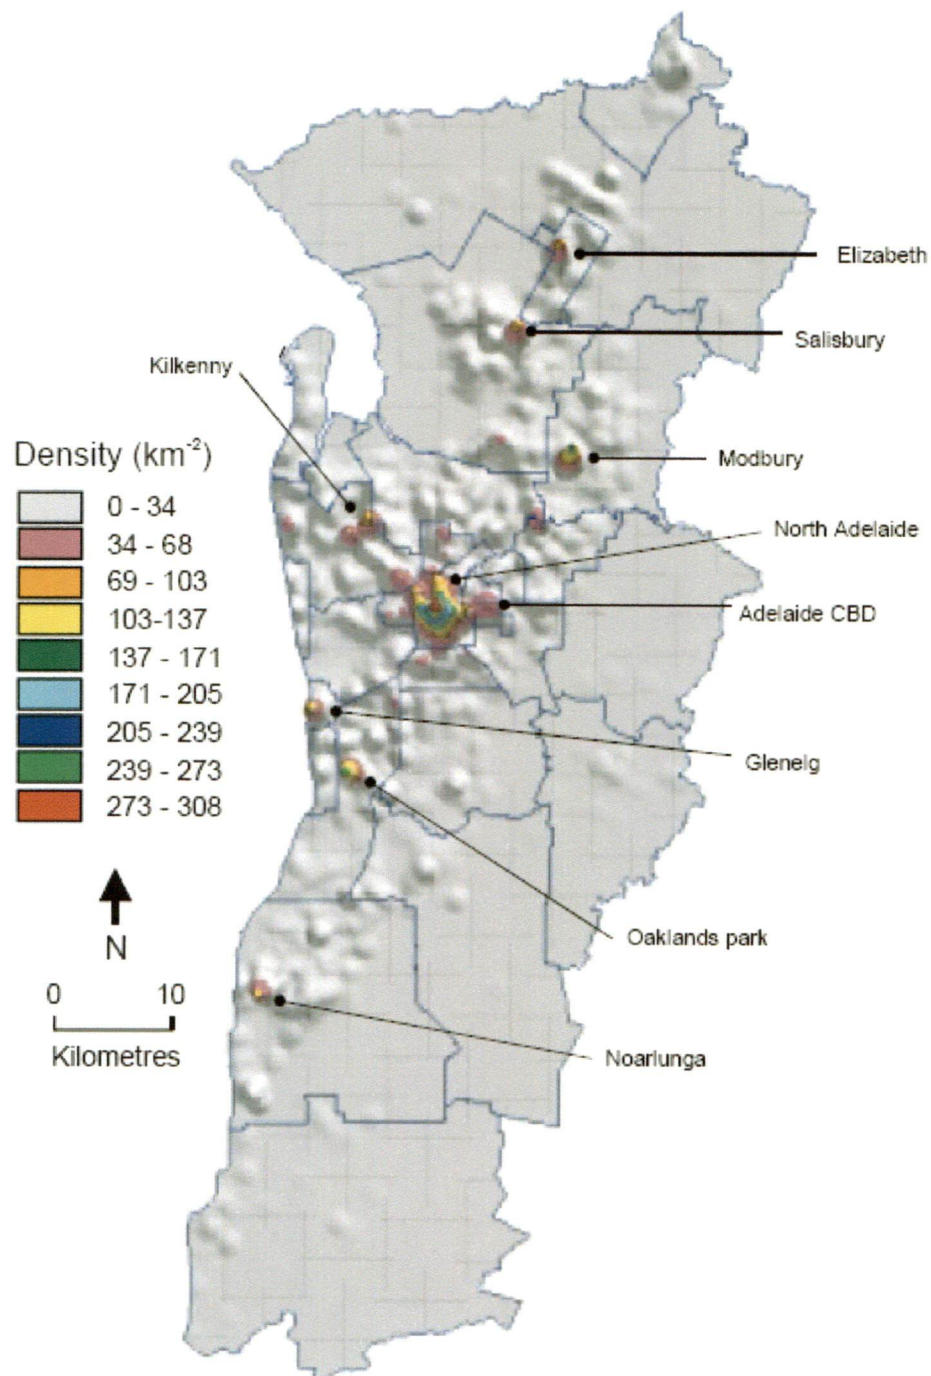 Elizabeth
Salisbury
Kilkenny
Density (km⁻²)
Modbury
0 - 34
34 - 68
North Adelaide
69 - 103
Adelaide CBD
103-137
137 - 171
171 - 205
205 - 239
Glenelg
239 - 273
273 - 308
N
Oaklands park
0 10
Kilometres
Noarlunga